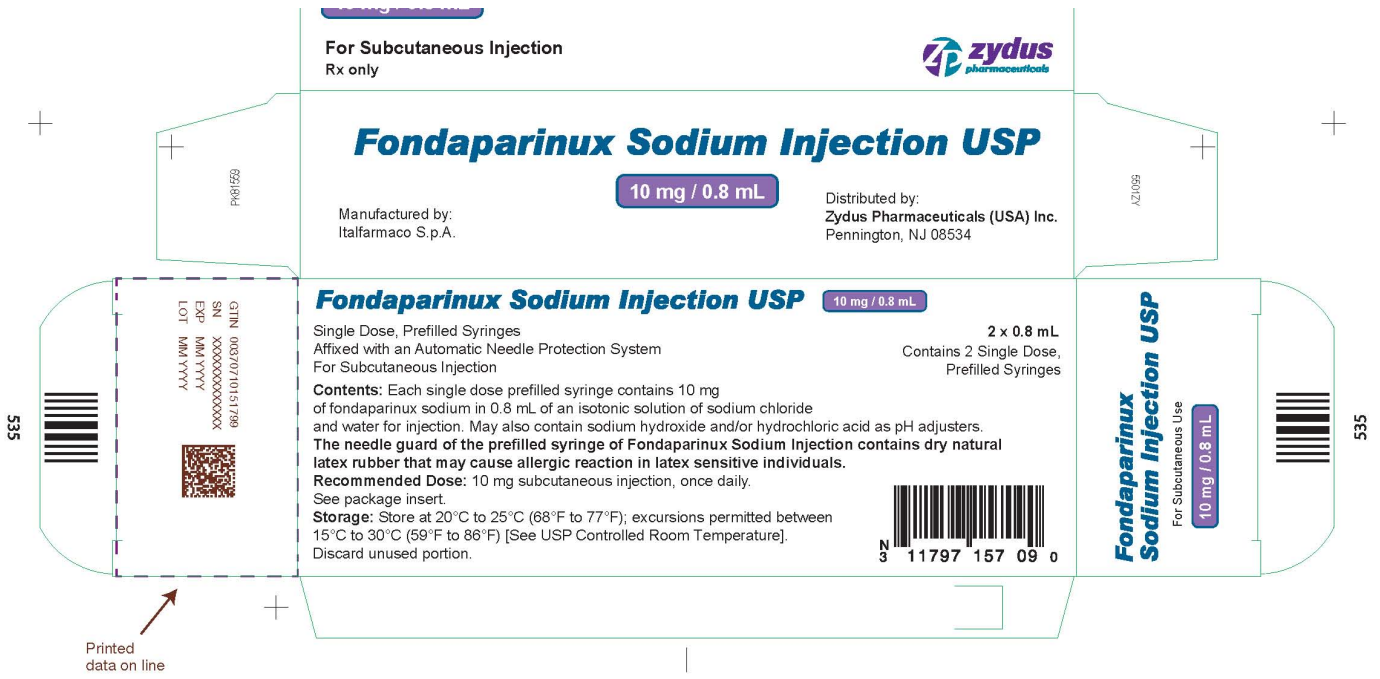 10 mg / 0.8 mL
For Subcutaneous Injection
Rx only
zydus
pharmaceuticals
Fondaparinux Sodium Injection USP
10 mg / 0.8 mL
Manufactured by:
Italfarmaco S.p.A.
Distributed by:
Zydus Pharmaceuticals (USA) Inc.
Pennington, NJ 08534
PK81559
5501ZY
GTIN 00370710151799
SN XXXXXXXXXXXXX
EXP MM YYYY
LOT MM YYYY
535
Printed
data on line
Fondaparinux Sodium Injection USP 10 mg / 0.8 mL
Single Dose, Prefilled Syringes
Affixed with an Automatic Needle Protection System
For Subcutaneous Injection
2 x 0.8 mL
Contains 2 Single Dose,
Prefilled Syringes
Contents: Each single dose prefilled syringe contains 10 mg
of fondaparinux sodium in 0.8 mL of an isotonic solution of sodium chloride
and water for injection. May also contain sodium hydroxide and/or hydrochloric acid as pH adjusters.
The needle guard of the prefilled syringe of Fondaparinux Sodium Injection contains dry natural
latex rubber that may cause allergic reaction in latex sensitive individuals.
Recommended Dose: 10 mg subcutaneous injection, once daily.
See package insert.
Storage: Store at 20°C to 25°C (68°F to 77°F); excursions permitted between
15°C to 30°C (59°F to 86°F) [See USP Controlled Room Temperature].
Discard unused portion.
N
3 11797 157 09 0
Fondaparinux
Sodium Injection USP
For Subcutaneous Use
10 mg / 0.8 mL
535